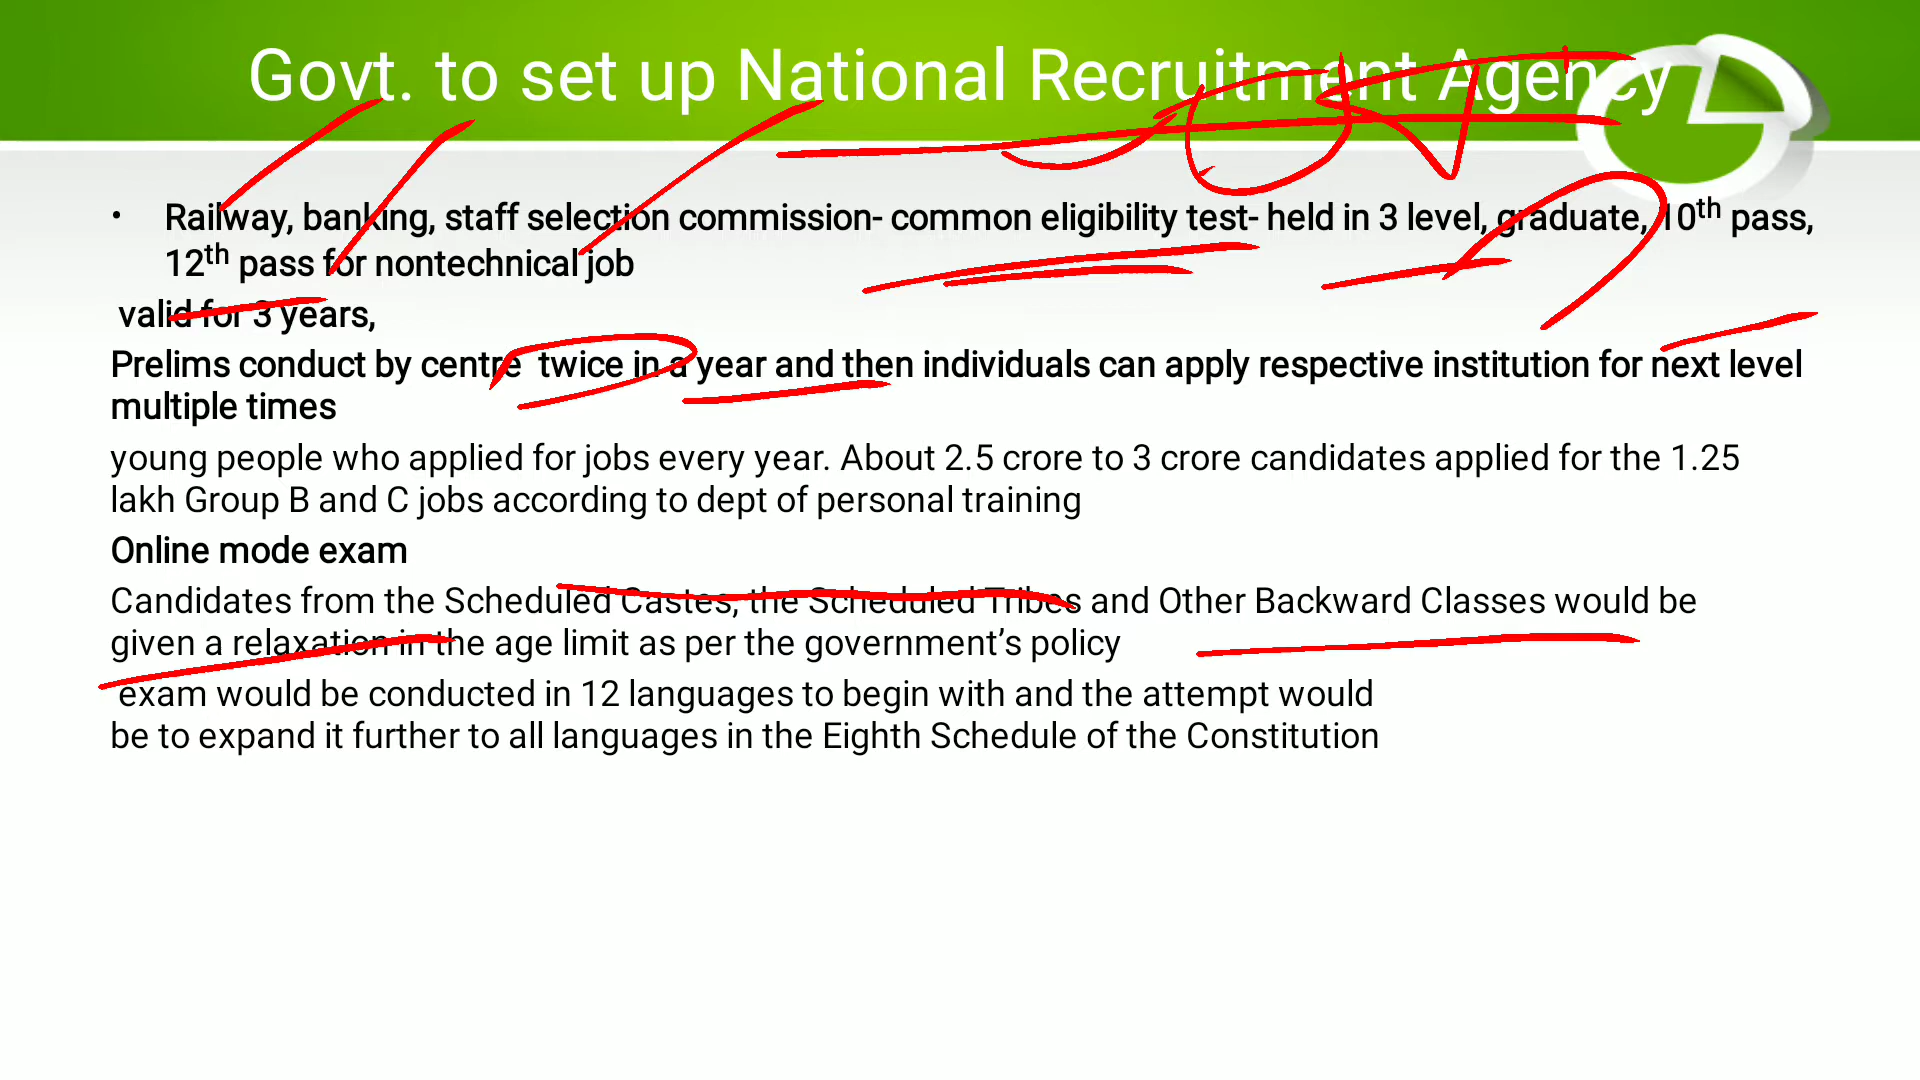 Govt. to set up National Recruitment Agency
• Railway, banking, staff selection commission- common eligibility test- held in 3 level, graduate, 10th pass,
12th pass for nontechnical job
valid for 3 years,
Prelims conduct by centre twice in a year and then individuals can apply respective institution for next level
multiple times
young people who applied for jobs every year. About 2.5 crore to 3 crore candidates applied for the 1.25
lakh Group B and C jobs according to dept of personal training
Online mode exam
Candidates from the Scheduled Castes, the Scheduled Tribes and Other Backward Classes would be
given a relaxation in the age limit as per the government’s policy
exam would be conducted in 12 languages to begin with and the attempt would
be to expand it further to all languages in the Eighth Schedule of the Constitution